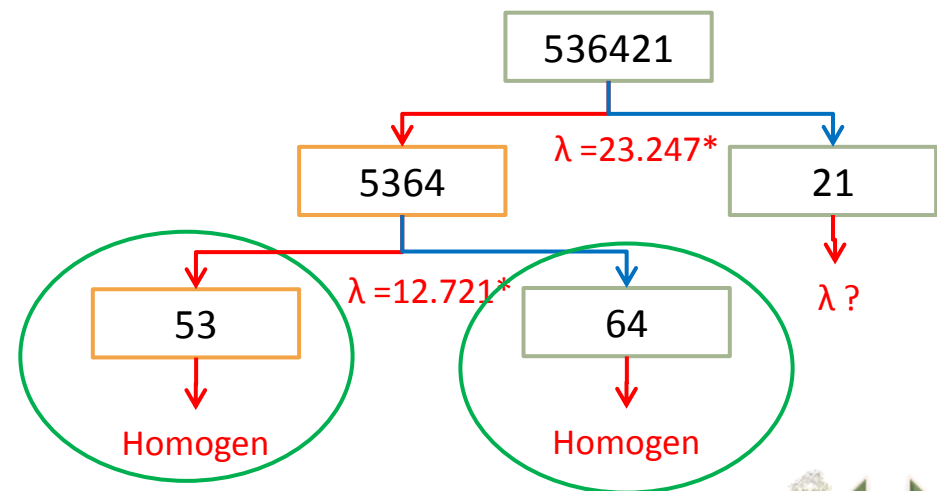 536421
λ =23.247*
5364
21
λ =12.721*
λ ?
53
64
Homogen
Homogen